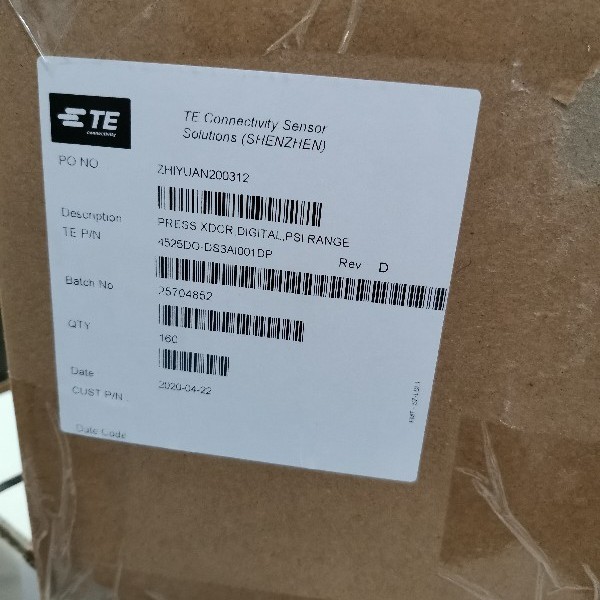 TE
connectivity
TE Connectivity Sensor
Solutions (SHENZHEN)
PO NO ZHIYUAN200312
Description PRESS XDCR DIGITAL,PSI RANGE
TE P/N 4525DO-DS3AI001DP Rev D
Batch No 25704852
QTY 160
Date 2020-04-22
CUST P/N
Date Code